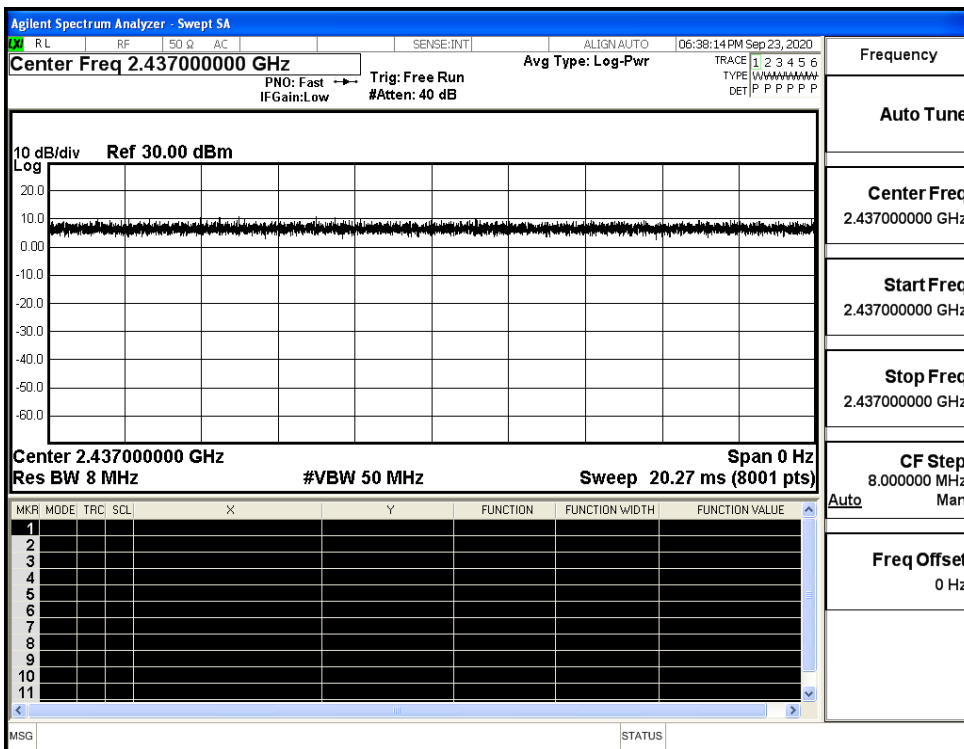 Agilent Spectrum Analyzer - Swept SA
LXI RL RF 50 Ω AC SENSE:INT ALIGN AUTO 06:38:14 PM Sep 23, 2020
Center Freq 2.437000000 GHz
PNO: Fast
IFGain:Low
Trig: Free Run
#Atten: 40 dB
Avg Type: Log-Pwr
TRACE 1 2 3 4 5 6
TYPE WWWWWW
DET P P P P P P
10 dB/div Ref 30.00 dBm
Log
20.0
10.0
0.00
-10.0
-20.0
-30.0
-40.0
-50.0
-60.0
Center 2.437000000 GHz Span 0 Hz
Res BW 8 MHz #VBW 50 MHz Sweep 20.27 ms (8001 pts)
MKR MODE TRC SCL X Y FUNCTION FUNCTION WIDTH FUNCTION VALUE
1
2
3
4
5
6
7
8
9
10
11
MSG STATUS
Frequency
Auto Tune
Center Freq
2.437000000 GHz
Start Freq
2.437000000 GHz
Stop Freq
2.437000000 GHz
CF Step
8.000000 MHz
Auto Man
Freq Offset
0 Hz